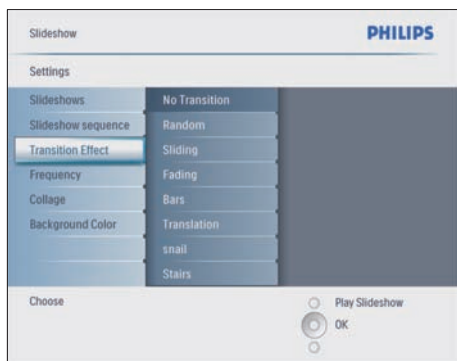 Slideshow
PHILIPS
Settings
Slideshows
Slideshow sequence
Transition Effect
Frequency
Collage
Background Color
No Transition
Random
Sliding
Fading
Bars
Translation
snail
Stairs
Choose
Play Slideshow
OK